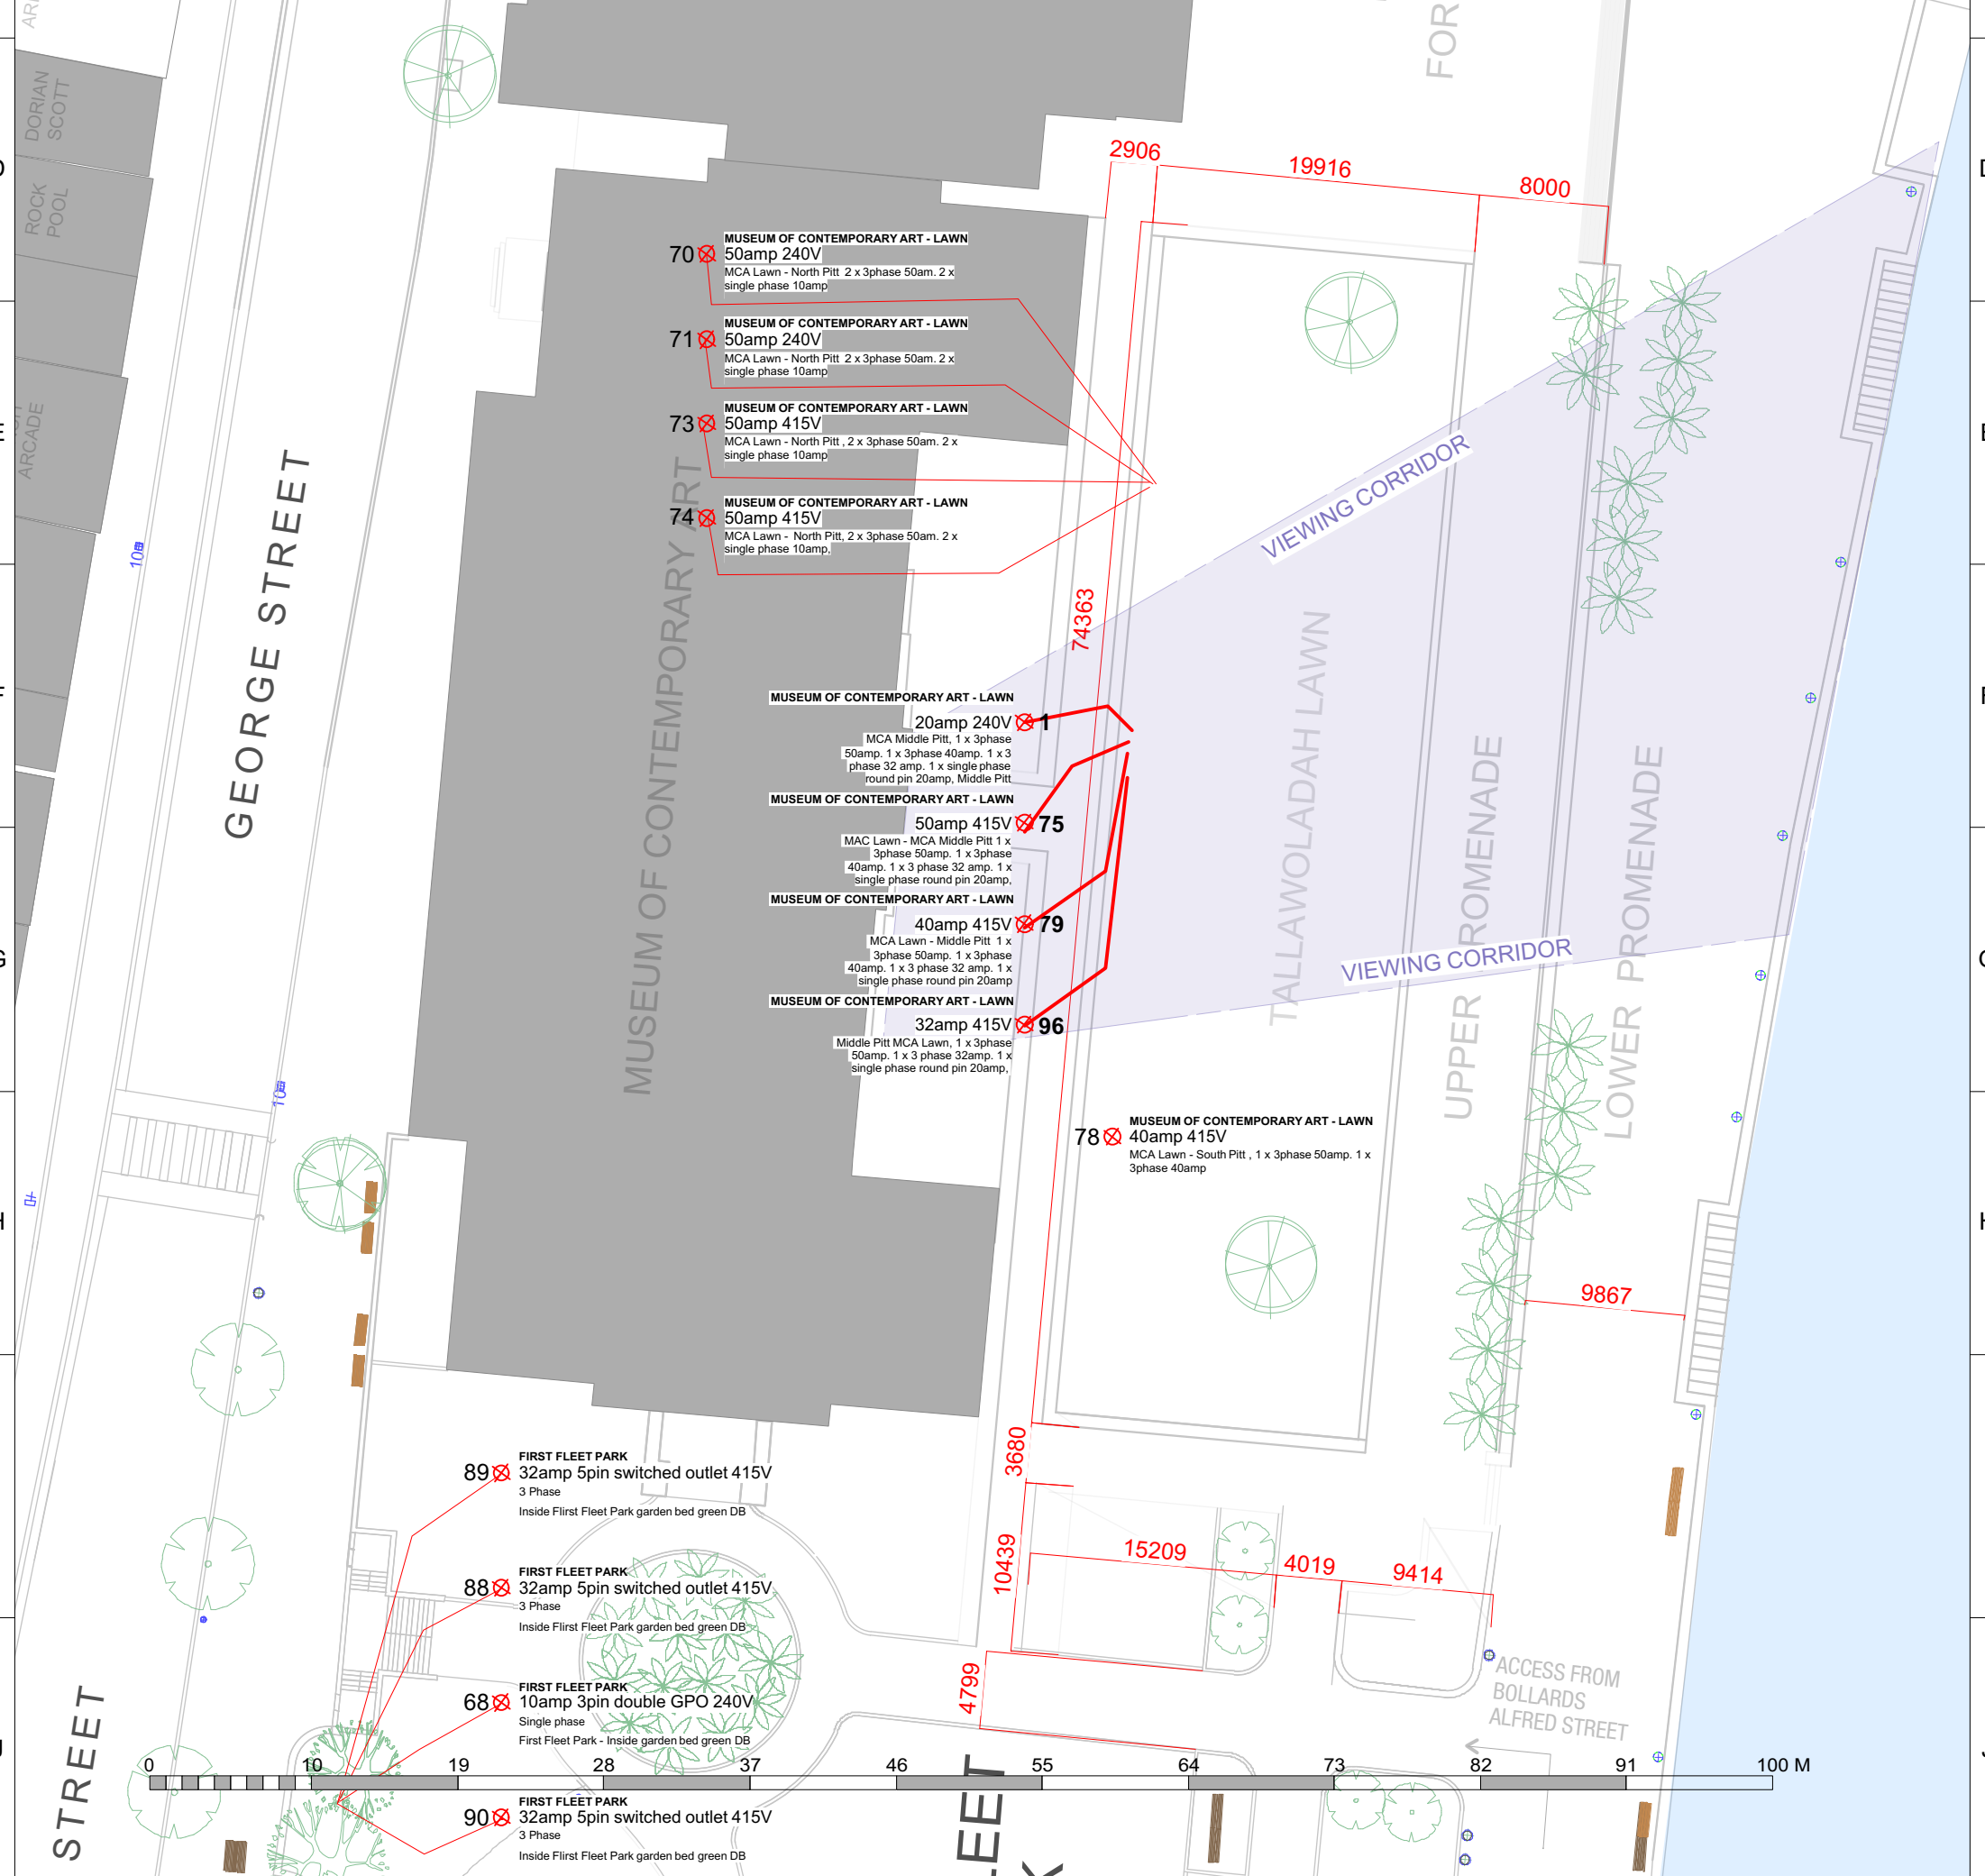 FOR
DORIAN
SCOTT
ROCK
POOL
ARCADE
2906
19916
8000
MUSEUM OF CONTEMPORARY ART - LAWN
70 50amp 240V
MCA Lawn - North Pitt 2 x 3phase 50am. 2 x
single phase 10amp
MUSEUM OF CONTEMPORARY ART - LAWN
71 50amp 240V
MCA Lawn - North Pitt 2 x 3phase 50am. 2 x
single phase 10amp
MUSEUM OF CONTEMPORARY ART - LAWN
73 50amp 415V
MCA Lawn - North Pitt , 2 x 3phase 50am. 2 x
single phase 10amp
MUSEUM OF CONTEMPORARY ART - LAWN
74 50amp 415V
MCA Lawn - North Pitt, 2 x 3phase 50am. 2 x
single phase 10amp,
GEORGE STREET
MUSEUM OF CONTEMPORARY ART
74363
VIEWING CORRIDOR
TALLAWOLADAH LAWN
UPPER PROMENADE
LOWER PROMENADE
VIEWING CORRIDOR
MUSEUM OF CONTEMPORARY ART - LAWN
20amp 240V 1
MCA Middle Pitt, 1 x 3phase
50amp. 1 x 3phase 40amp. 1 x 3
phase 32 amp. 1 x single phase
round pin 20amp, Middle Pitt
MUSEUM OF CONTEMPORARY ART - LAWN
50amp 415V 75
MAC Lawn - MCA Middle Pitt 1 x
3phase 50amp. 1 x 3phase
40amp. 1 x 3 phase 32 amp. 1 x
single phase round pin 20amp,
MUSEUM OF CONTEMPORARY ART - LAWN
40amp 415V 79
MCA Lawn - Middle Pitt 1 x
3phase 50amp. 1 x 3phase
40amp. 1 x 3 phase 32 amp. 1 x
single phase round pin 20amp
MUSEUM OF CONTEMPORARY ART - LAWN
32amp 415V 96
Middle Pitt MCA Lawn, 1 x 3phase
50amp. 1 x 3 phase 32amp. 1 x
single phase round pin 20amp,
MUSEUM OF CONTEMPORARY ART - LAWN
78 40amp 415V
MCA Lawn - South Pitt , 1 x 3phase 50amp. 1 x
3phase 40amp
9867
3680
10439
15209
4019
9414
4799
FIRST FLEET PARK
89 32amp 5pin switched outlet 415V
3 Phase
Inside Flirst Fleet Park garden bed green DB
FIRST FLEET PARK
88 32amp 5pin switched outlet 415V
3 Phase
Inside Flirst Fleet Park garden bed green DB
FIRST FLEET PARK
68 10amp 3pin double GPO 240V
Single phase
First Fleet Park - Inside garden bed green DB
ACCESS FROM
BOLLARDS
ALFRED STREET
0 10 19 28 37 46 55 64 73 82 91 100 M
FIRST FLEET PARK
90 32amp 5pin switched outlet 415V
3 Phase
Inside Flirst Fleet Park garden bed green DB
STREET
LEET